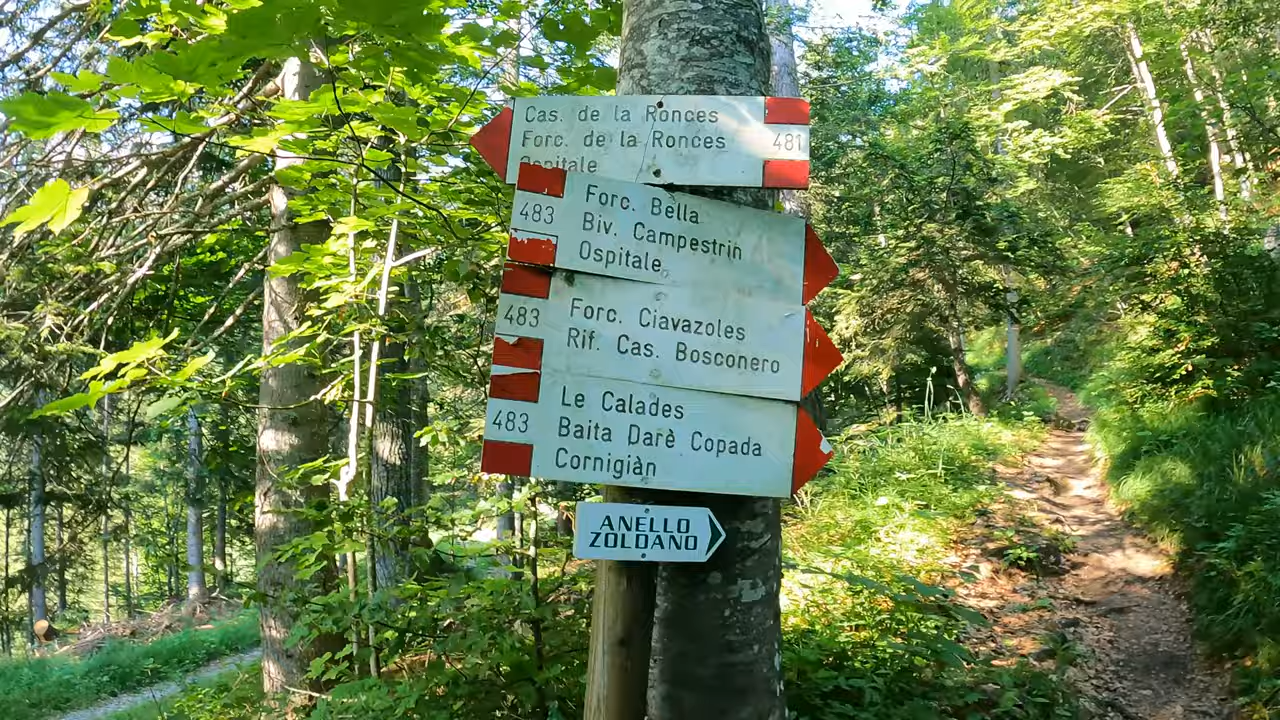 Cas. de la Ronces
Forc. de la Ronces
481
Ospitale
483
Forc. Bella
Biv. Campestrin
Ospitale
483
Forc. Ciavazoles
Rif. Cas. Bosconero
483
Le Calades
Baita Darè Copada
Cornigiàn
ANELLO
ZOLDANO